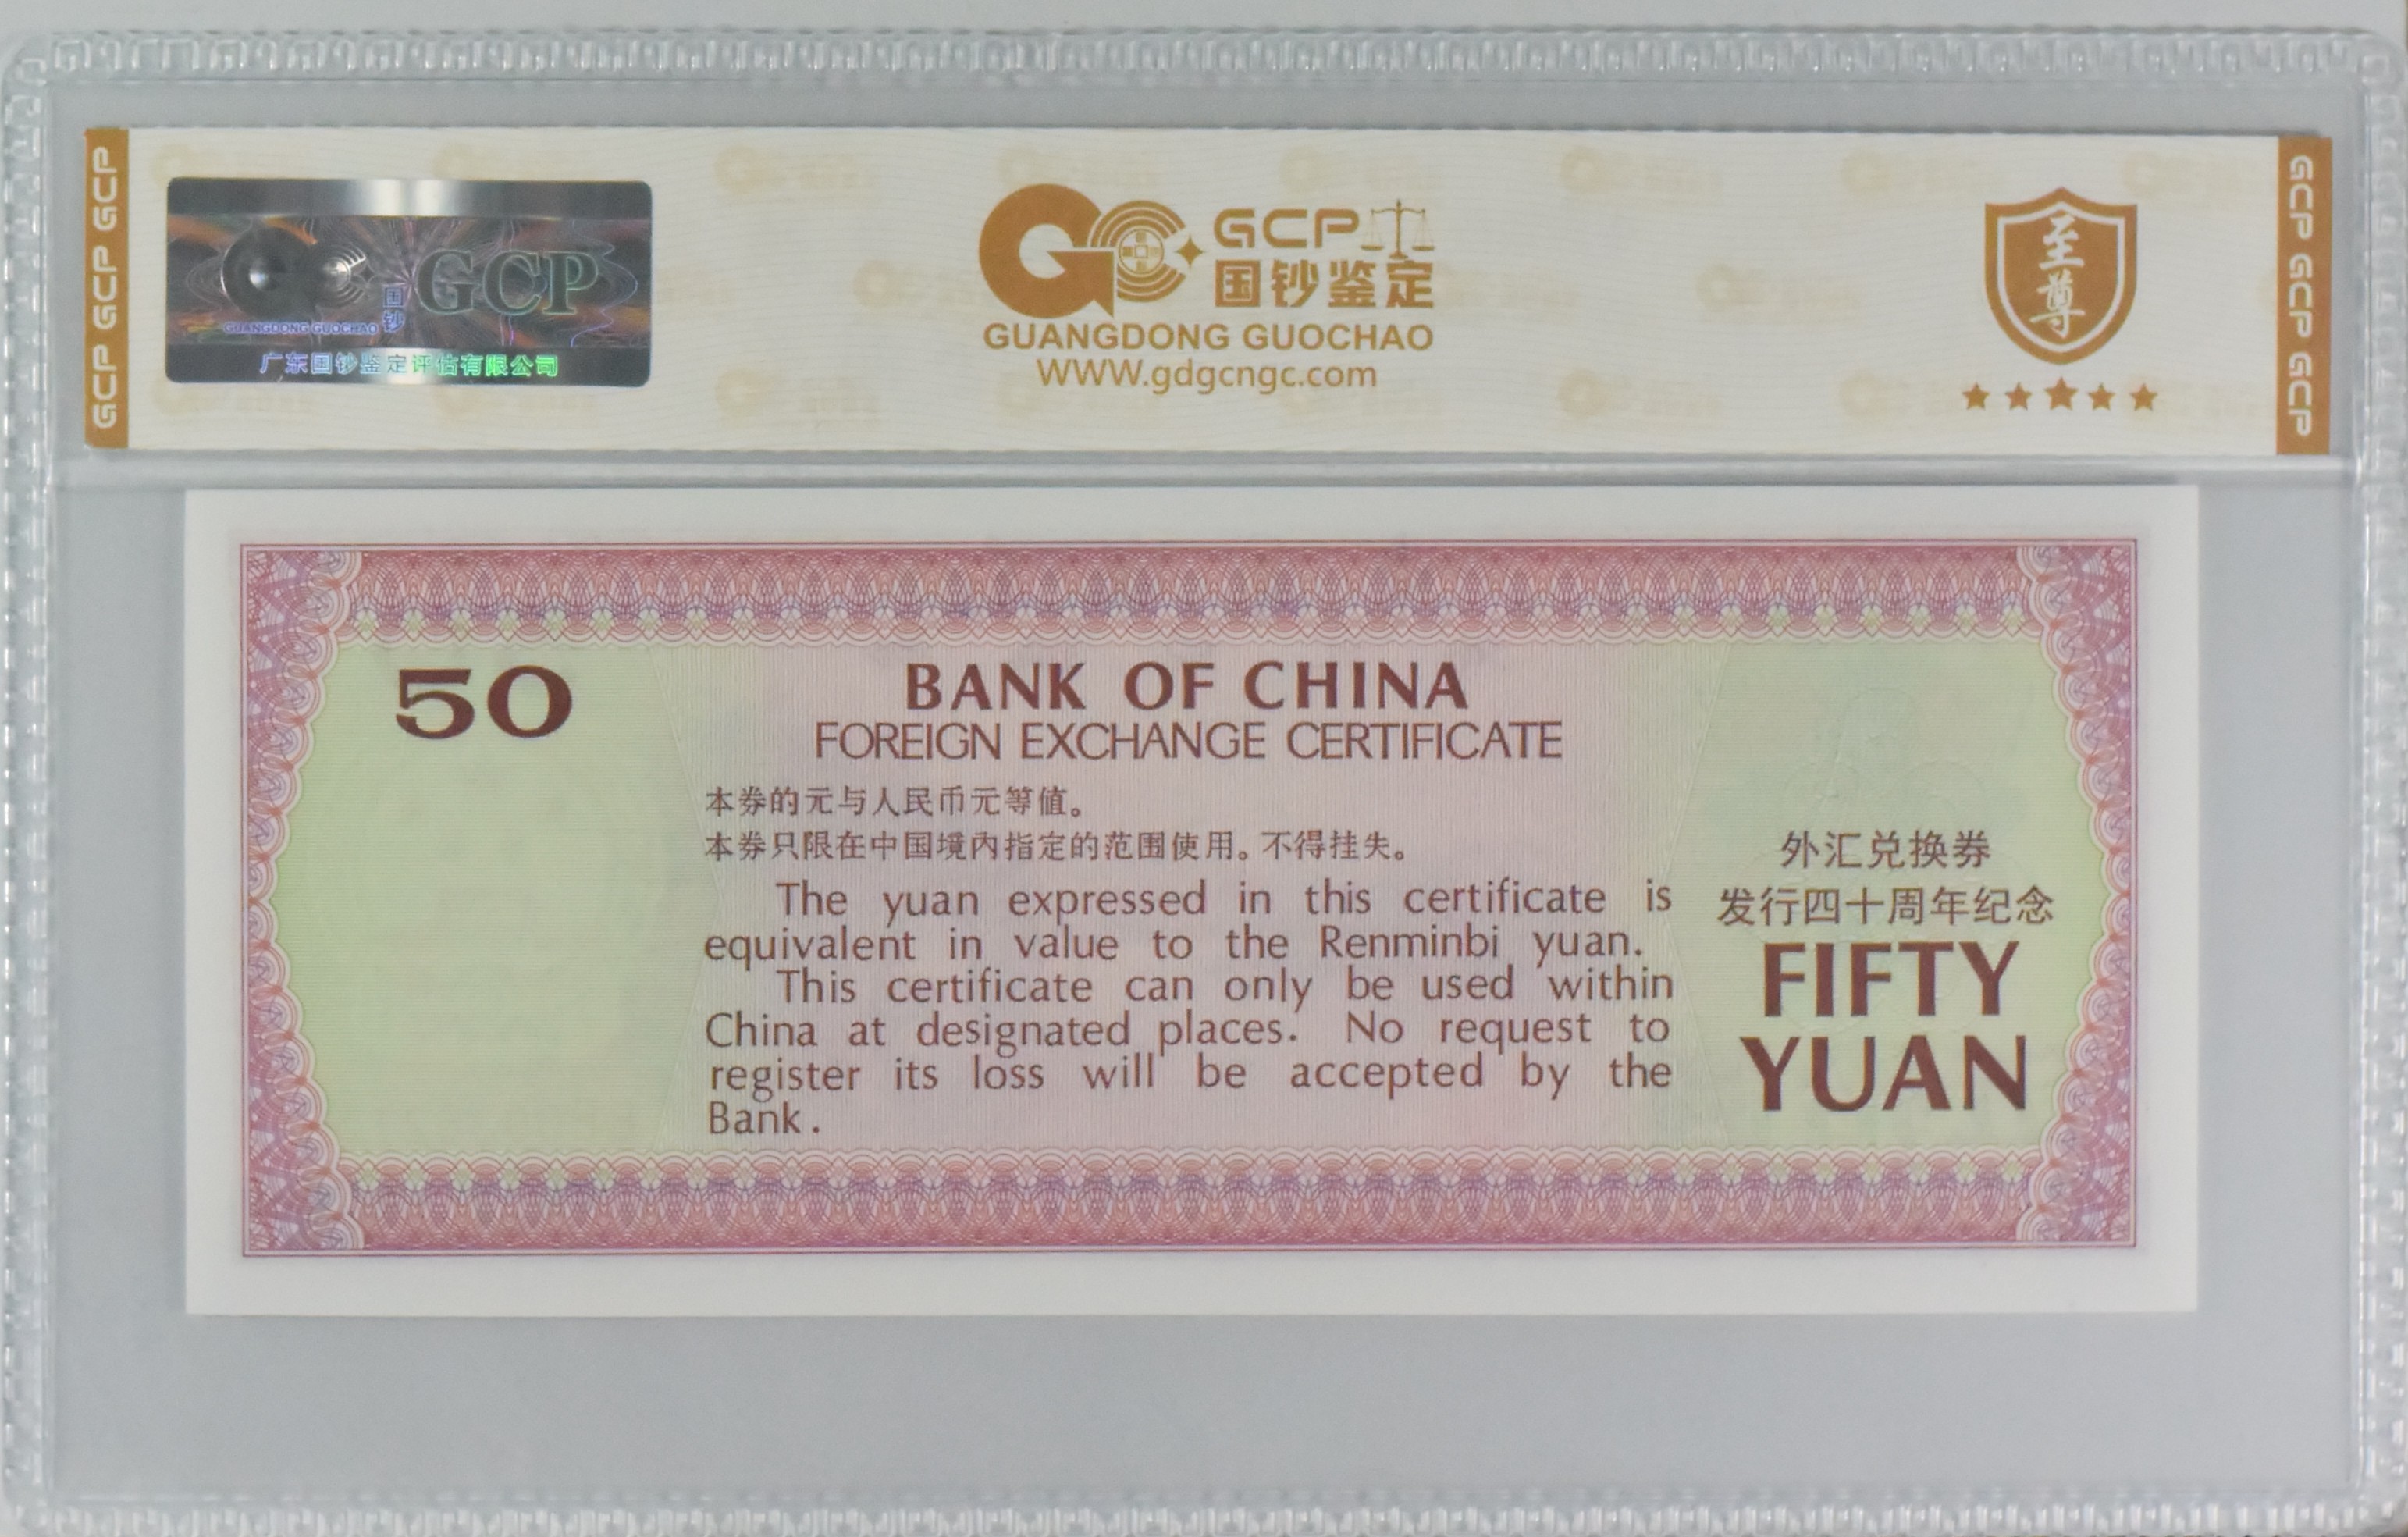 GCP GCP GCP
国钞
GCP
GUANGDONG GUOCHAO
广东国钞鉴定评估有限公司
GCP
国钞鉴定
GUANGDONG GUOCHAO
WWW.gdgcngc.com
至尊
GCP GCP GCP
50
BANK OF CHINA
FOREIGN EXCHANGE CERTIFICATE
本券的元与人民币元等值。
本券只限在中国境内指定的范围使用。不得挂失。
The yuan expressed in this certificate is
equivalent in value to the Renminbi yuan.
This certificate can only be used within
China at designated places. No request to
register its loss will be accepted by the
Bank.
外汇兑换券
发行四十周年纪念
FIFTY
YUAN